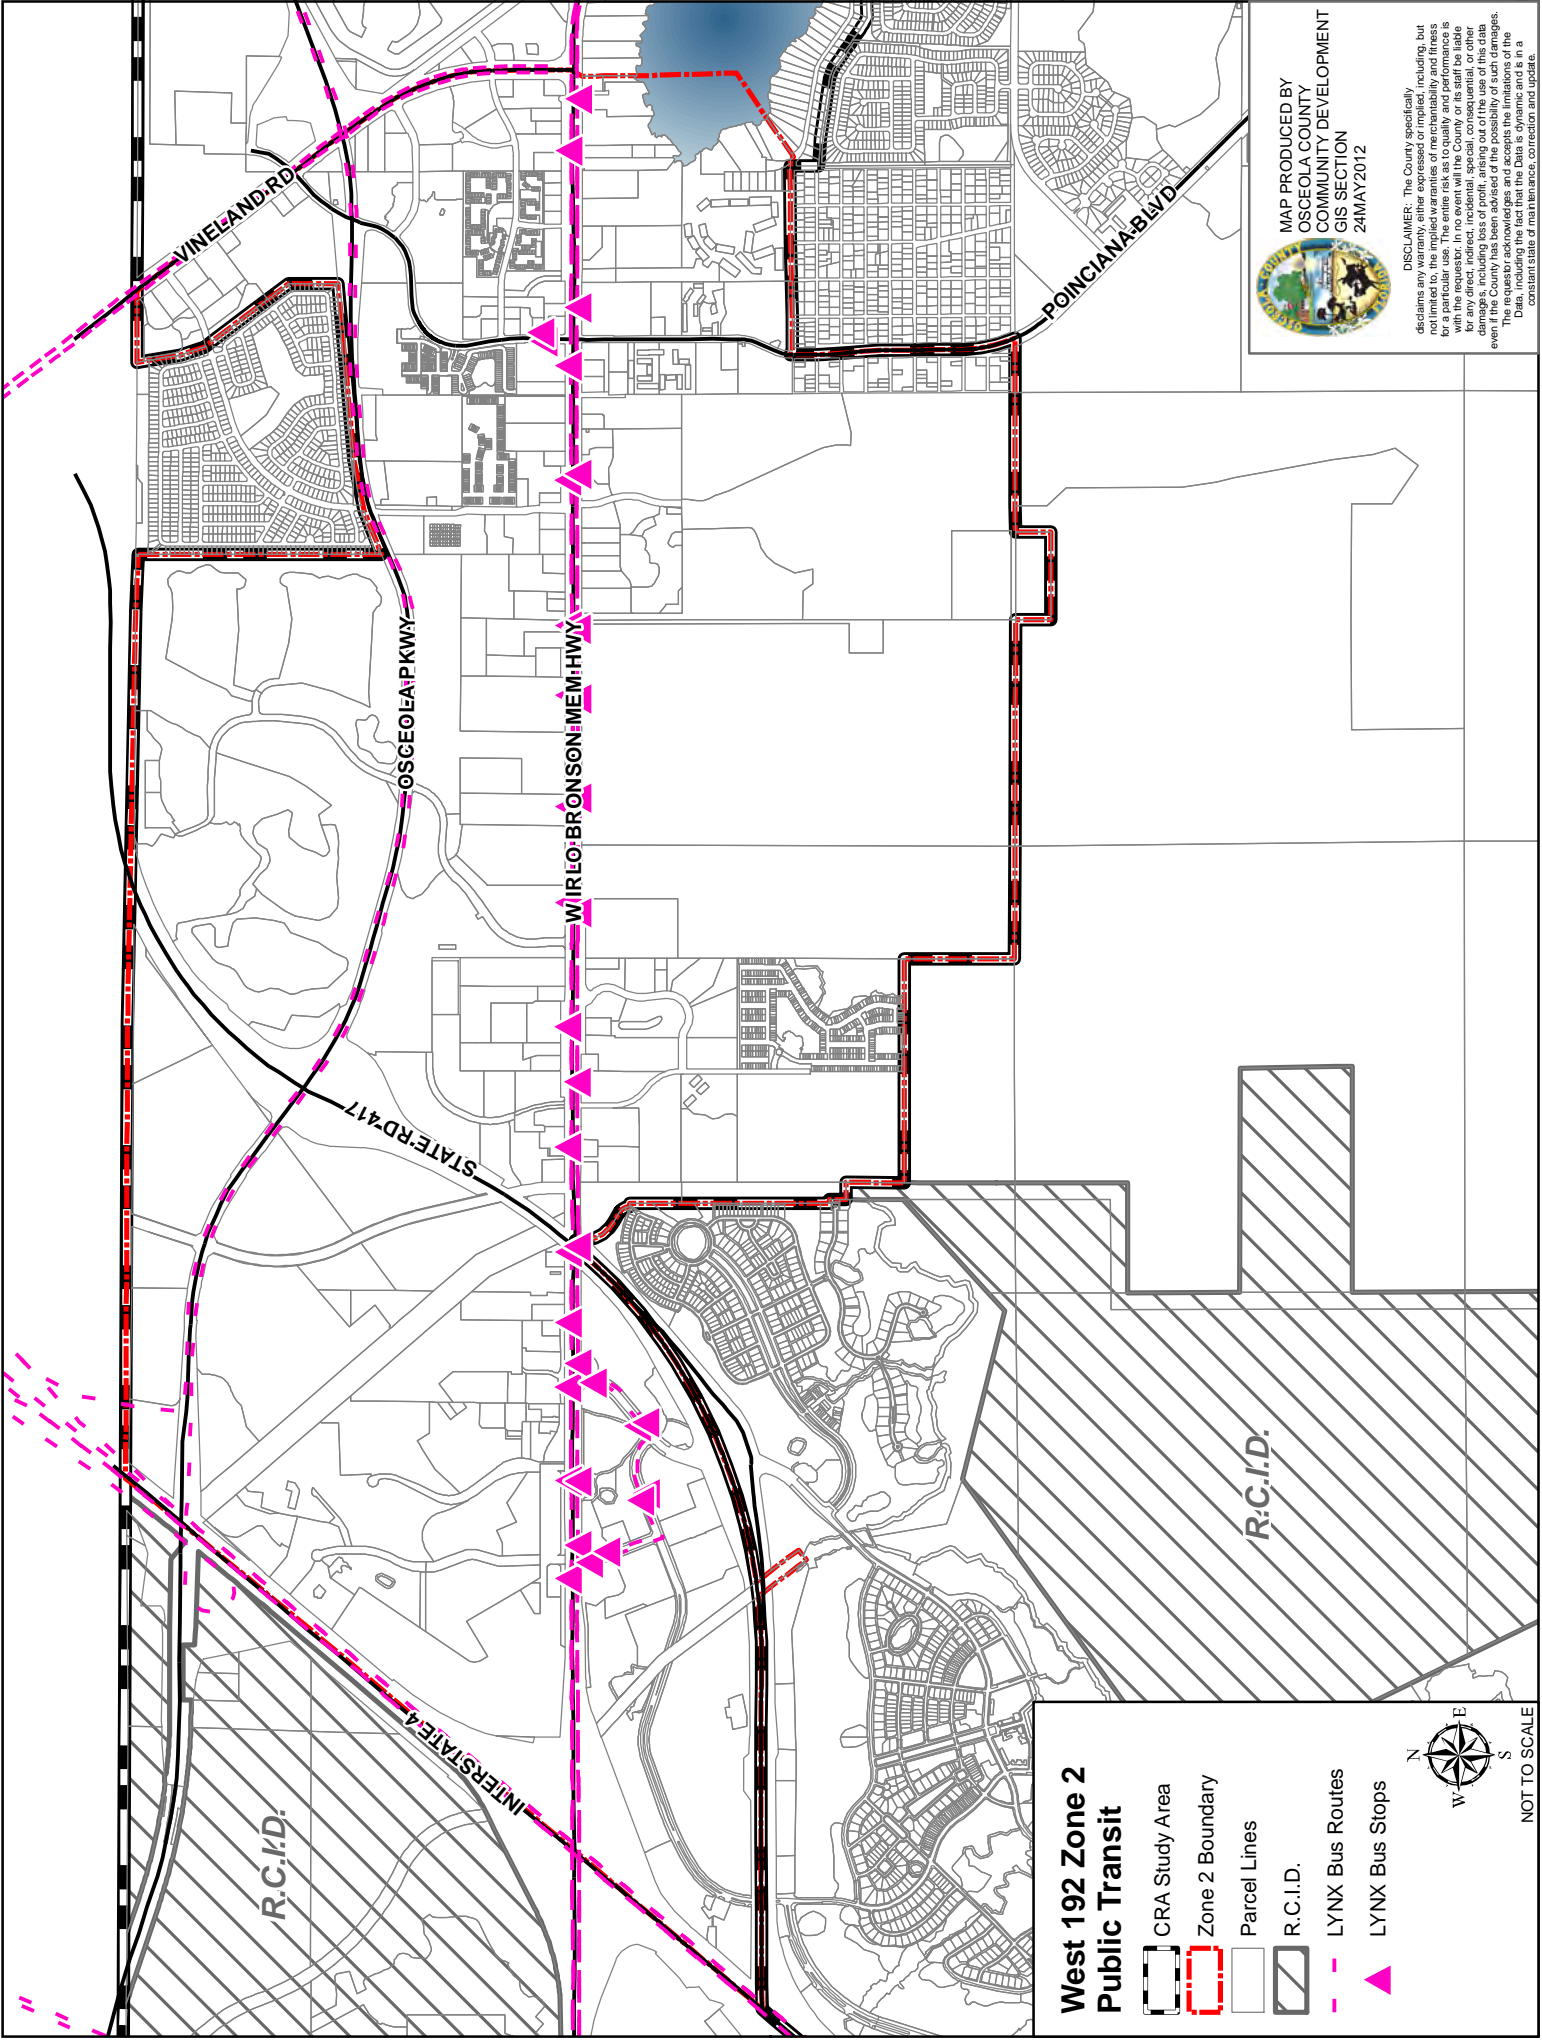 VINELAND RD
OSCEOLA PKWY
W IRLO BRONSON MEM HWY
STATE RD 417
INTERSTATE 4
POINCIANA BLVD
R.C.I.D.
R.C.I.D.
West 192 Zone 2
Public Transit
CRA Study Area
Zone 2 Boundary
Parcel Lines
R.C.I.D.
LYNX Bus Routes
LYNX Bus Stops
N
W
E
S
NOT TO SCALE
MAP PRODUCED BY
OSCEOLA COUNTY
COMMUNITY DEVELOPMENT
GIS SECTION
24MAY2012
DISCLAIMER: The County specifically
disclaims any warranty, either expressed or implied, including, but
not limited to, the implied warranties of merchantability and fitness
for a particular use. The entire risk as to quality and performance is
with the requestor. In no event will the County or its staff be liable
for any direct, indirect, incidental, special, consequential, or other
damages, including loss of profit, arising out of the use of this data
even if the County has been advised of the possibility of such damages.
The requestor acknowledges and accepts the limitations of the
Data, including the fact that the Data is dynamic and is in a
constant state of maintenance, correction and update.